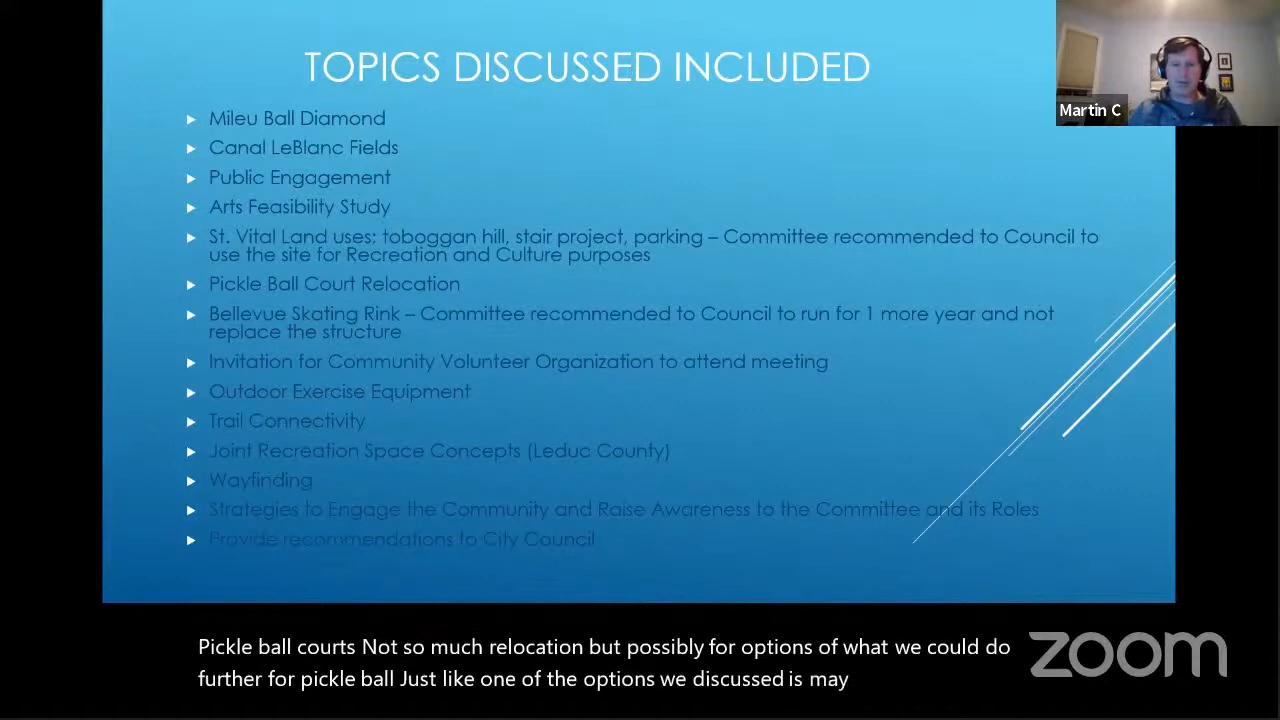 TOPICS DISCUSSED INCLUDED
Martin C
Mileu Ball Diamond
Canal LeBlanc Fields
Public Engagement
Arts Feasibility Study
St. Vital Land uses; toboggan hill, stair project, parking – Committee recommended to Council to
use the site for Recreation and Culture purposes
Pickle Ball Court Relocation
Bellevue Skating Rink – Committee recommended to Council to run for 1 more year and not
replace the structure
Invitation for Community Volunteer Organization to attend meeting
Outdoor Exercise Equipment
Trail Connectivity
Joint Recreation Space Concepts (Leduc County)
Wayfinding
Strategies to Engage the Community and Raise Awareness to the Committee and its Roles
Provide recommendations to City Council
Pickle ball courts Not so much relocation but possibly for options of what we could do
further for pickle ball Just like one of the options we discussed is may
zoom